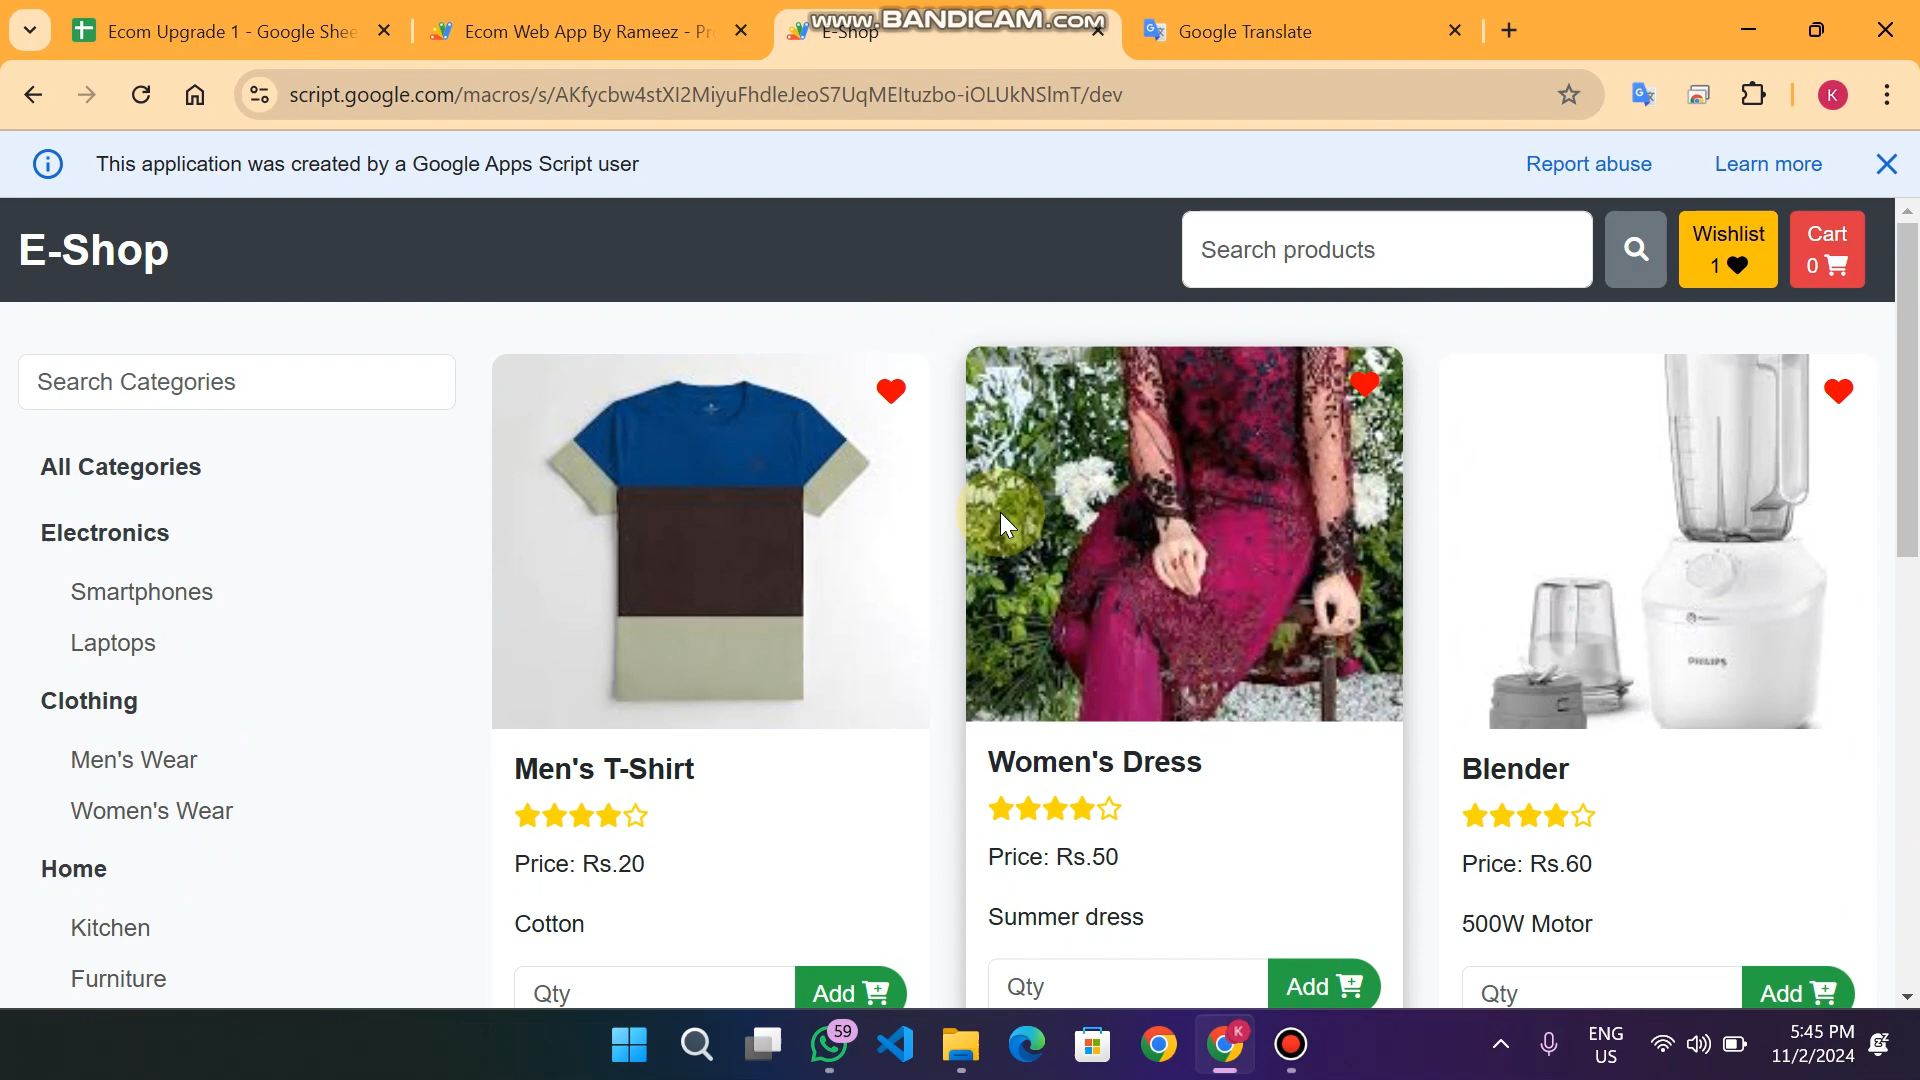 www.BANDICAM.com
Ecom Upgrade 1 - Google Shee
Ecom Web App By Rameez - Pr
E-Shop
Google Translate
script.google.com/macros/s/AKfycbw4stXI2MiyuFhdleJeoS7UqMEItuzbo-iOLUkNSlmT/dev
K
This application was created by a Google Apps Script user
Report abuse
Learn more
E-Shop
Search products
Wishlist
1
Cart
0
Search Categories
All Categories
Electronics
Smartphones
Laptops
Clothing
Men's Wear
Women's Wear
Home
Kitchen
Furniture
Men's T-Shirt
Price: Rs.20
Cotton
Qty
Add
Women's Dress
Price: Rs.50
Summer dress
Qty
Add
PHILIPS
Blender
Price: Rs.60
500W Motor
Qty
Add
59
K
ENG
US
5:45 PM
11/2/2024